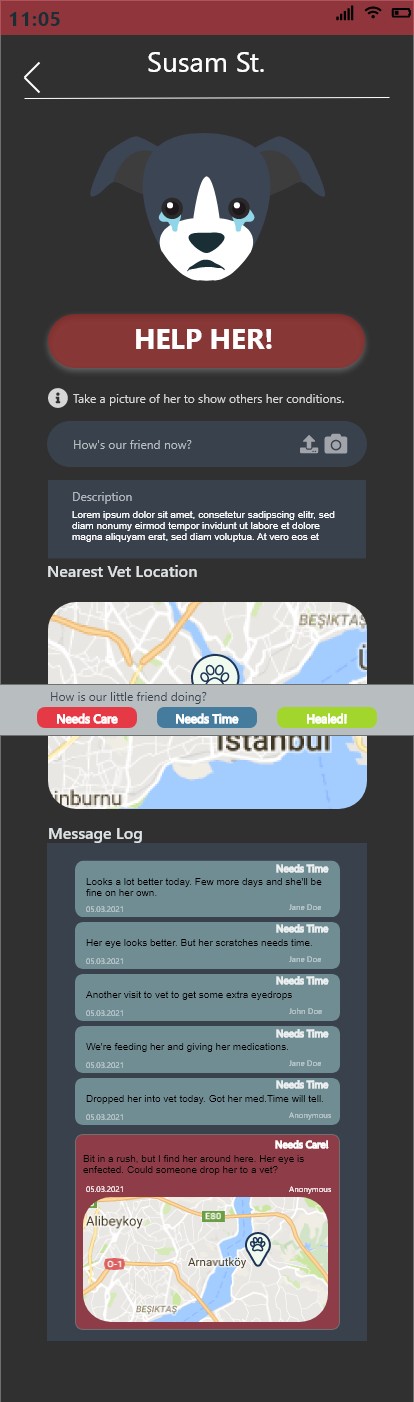 11:05
Susam St.
HELP HER!
Take a picture of her to show others her conditions.
How's our friend now?
Description
Lorem ipsum dolor sit amet, consetetur sadipscing elitr, sed
diam nonumy eirmod tempor invidunt ut labore et dolore
magna aliquyam erat, sed diam voluptua. At vero eos et
Nearest Vet Location
BEŞIKTAŞ
How is our little friend doing?
Needs Care
Needs Time
Healed!
İstanbul
inburnu
Message Log
Needs Time
Looks a lot better today. Few more days and she'll be
fine on her own.
05.03.2021
Jane Doe
Needs Time
Her eye looks better. But her scratches needs time.
05.03.2021
Jane Doe
Needs Time
Another visit to vet to get some extra eyedrops
05.03.2021
John Doe
Needs Time
We're feeding her and giving her medications.
05.03.2021
Jane Doe
Needs Time
Dropped her into vet today. Got her med.Time will tell.
05.03.2021
Anonymous
Needs Care!
Bit in a rush, but I find her around here. Her eye is
enfected. Could someone drop her to a vet?
05.03.2021
Anonymous
Alibeykoy
E80
O-1
Arnavutköy
BEŞIKTAŞ